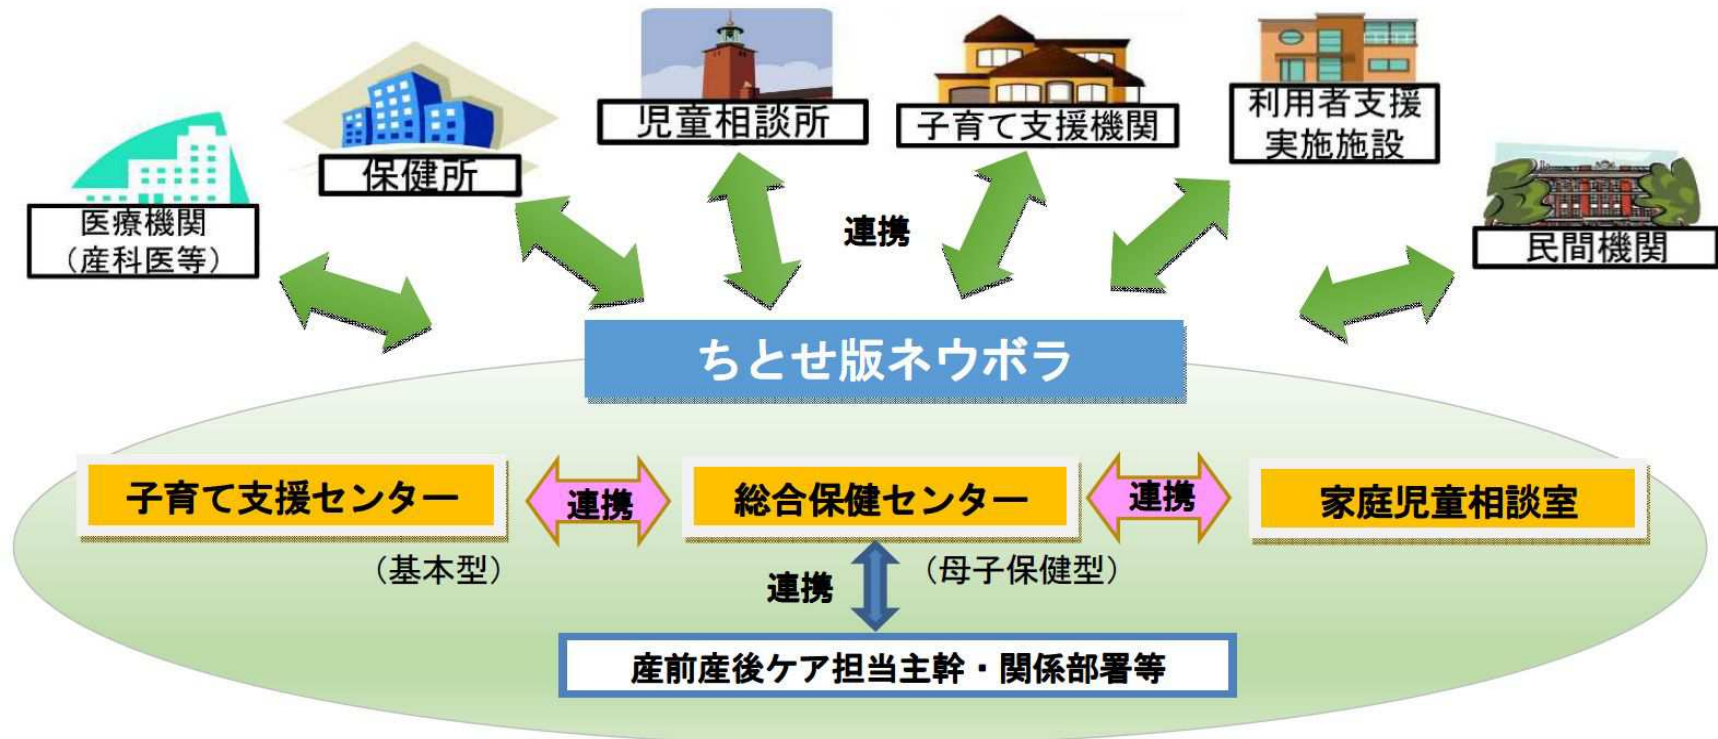 医療機関
（産科医等）
保健所
児童相談所
子育て支援機関
利用者支援
実施施設
民間機関
連携
ちとせ版ネウボラ
子育て支援センター
連携
総合保健センター
連携
家庭児童相談室
（基本型）
連携
（母子保健型）
産前産後ケア担当主幹・関係部署等